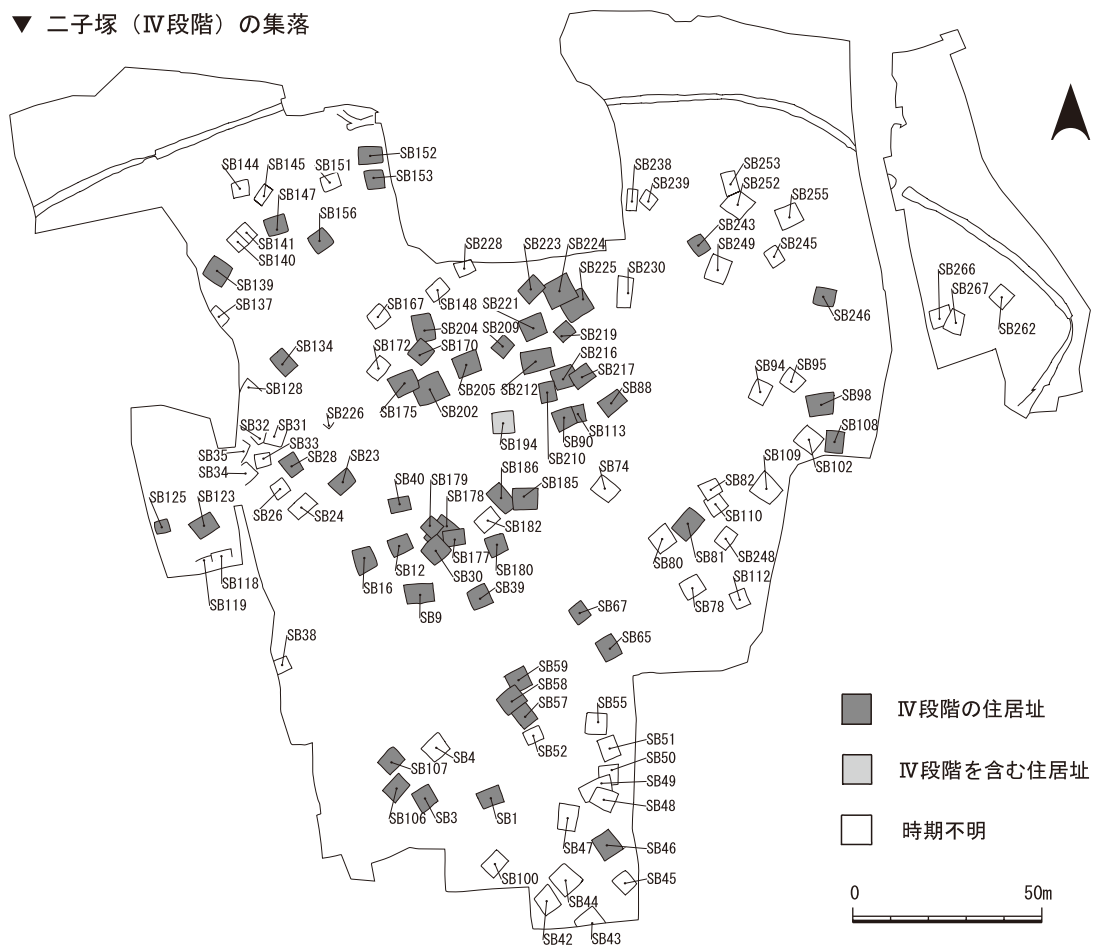 ▼ 二子塚（Ⅳ段階）の集落
SB152
SB144
SB145
SB151
SB153
SB147
SB156
SB141
SB140
SB139
SB137
SB134
SB128
SB238
SB239
SB253
SB252
SB255
SB243
SB249
SB245
SB246
SB228
SB223
SB224
SB225
SB230
SB148
SB221
SB167
SB204
SB209
SB219
SB172
SB170
SB216
SB217
SB205
SB212
SB88
SB175
SB202
SB194
SB113
SB90
SB210
SB266
SB267
SB262
SB94
SB95
SB98
SB108
SB109
SB102
SB226
SB32
SB31
SB33
SB35
SB28
SB34
SB23
SB26
SB24
SB125
SB123
SB118
SB119
SB40
SB179
SB178
SB186
SB185
SB182
SB74
SB177
SB180
SB12
SB30
SB16
SB9
SB39
SB82
SB110
SB80
SB81
SB248
SB78
SB112
SB38
SB67
SB65
SB59
SB58
SB57
SB52
SB55
SB51
SB50
SB49
SB48
SB4
SB107
SB106
SB3
SB1
SB47
SB46
SB100
SB45
SB44
SB42
SB43
Ⅳ段階の住居址
Ⅳ段階を含む住居址
時期不明
0
50m